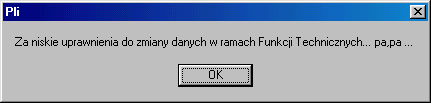 Pli
Za niskie uprawnienia do zmiany danych w ramach Funkcji Technicznych... pa,pa ...
OK